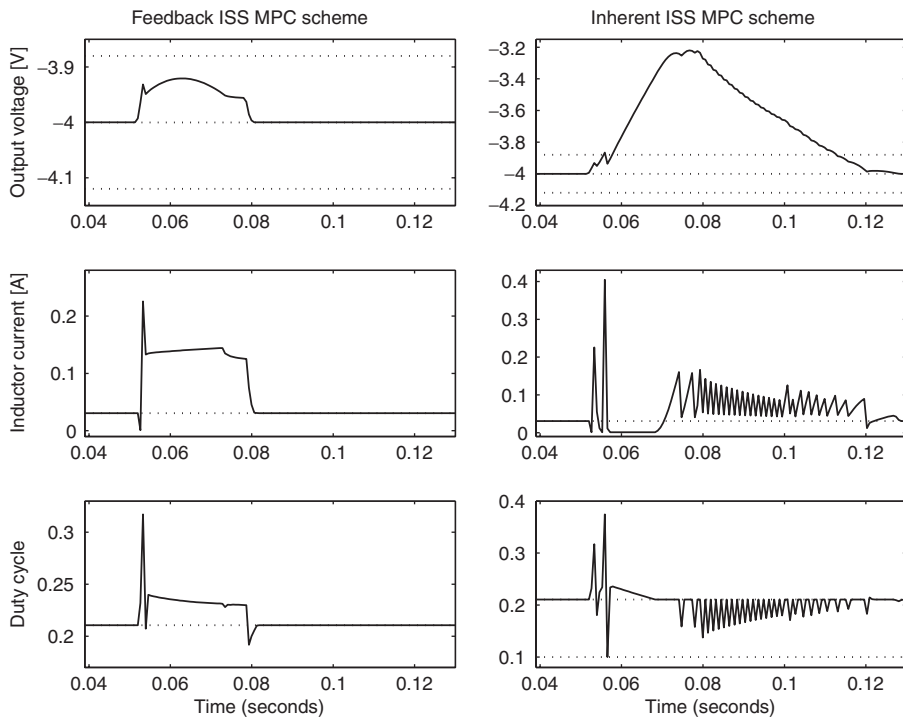 Feedback ISS MPC scheme
Inherent ISS MPC scheme
Output voltage [V]
−3.9
−4
−4.1
0.04 0.06 0.08 0.1 0.12
−3.2
−3.4
−3.6
−3.8
−4
−4.2
0.04 0.06 0.08 0.1 0.12
Inductor current [A]
0.2
0.1
0
0.04 0.06 0.08 0.1 0.12
0.4
0.3
0.2
0.1
0
0.04 0.06 0.08 0.1 0.12
Duty cycle
0.3
0.25
0.2
0.04 0.06 0.08 0.1 0.12
Time (seconds)
0.4
0.3
0.2
0.1
0.04 0.06 0.08 0.1 0.12
Time (seconds)